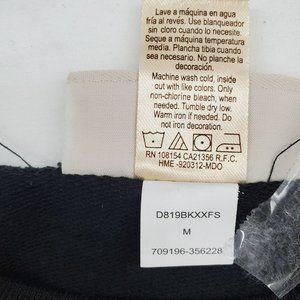 Lave a máquina en agua
fría al revés. Use blanqueador
sin cloro cuando lo necesite.
Seque a máquina temperatura
media. Plancha tibia cuando
sea necesario. No planche la
decoración.
Machine wash cold, inside
out with like colors. Only
non-chlorine bleach, when
needed. Tumble dry low.
Warm iron if needed. Do
not iron decoration.
RN 108154 CA21356 R.F.C.
HME -920312-MDO
D819BKXXFS
M
709196-356228